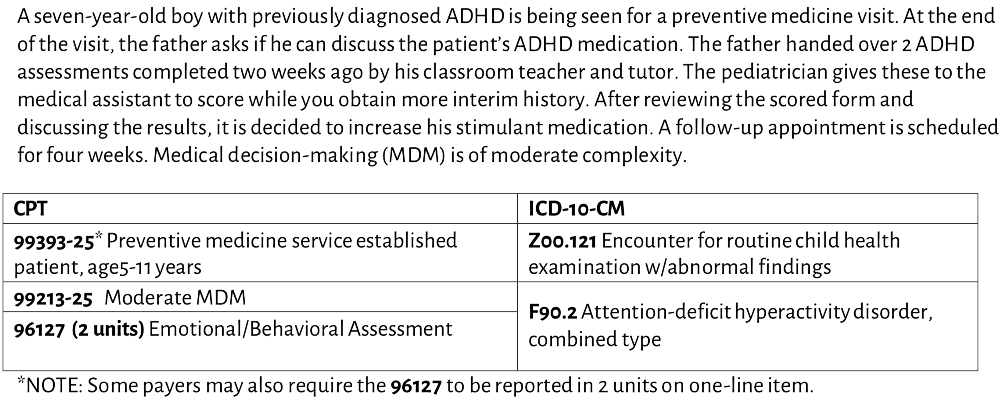 A seven-year-old boy with previously diagnosed ADHD is being seen for a preventive medicine visit. At the end
of the visit, the father asks if he can discuss the patient’s ADHD medication. The father handed over 2 ADHD
assessments completed two weeks ago by his classroom teacher and tutor. The pediatrician gives these to the
medical assistant to score while you obtain more interim history. After reviewing the scored form and
discussing the results, it is decided to increase his stimulant medication. A follow-up appointment is scheduled
for four weeks. Medical decision-making (MDM) is of moderate complexity.
CPT
ICD-10-CM
99393-25* Preventive medicine service established
patient, age5-11 years
Z00.121 Encounter for routine child health
examination w/abnormal findings
99213-25 Moderate MDM
96127 (2 units) Emotional/Behavioral Assessment
F90.2 Attention-deficit hyperactivity disorder,
combined type
*NOTE: Some payers may also require the 96127 to be reported in 2 units on one-line item.